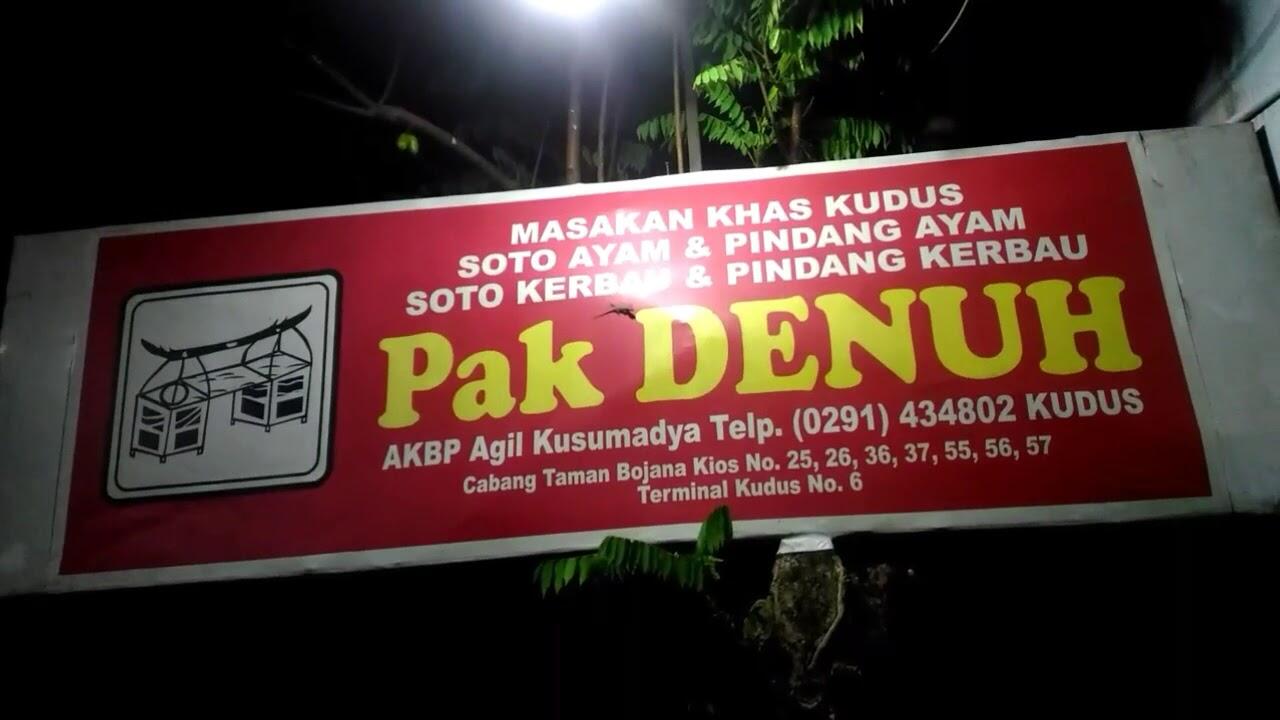 MASAKAN KHAS KUDUS
SOTO AYAM & PINDANG AYAM
SOTO KERBAU & PINDANG KERBAU
Pak DENUH
AKBP Agil Kusumadya Telp. (0291) 434802 KUDUS
Cabang Taman Bojana Kios No. 25, 26, 36, 37, 55, 56, 57
Terminal Kudus No. 6